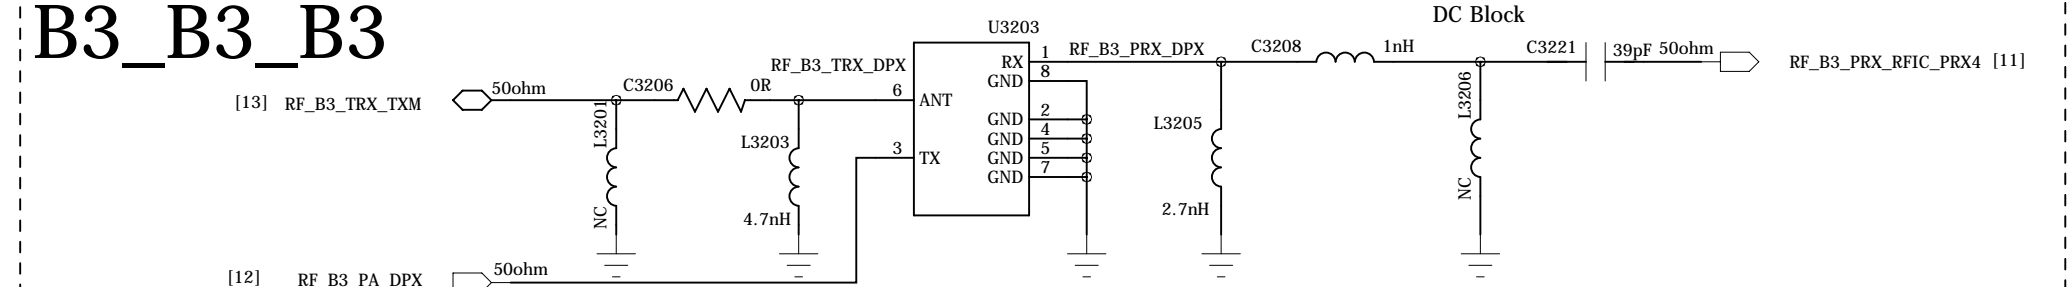 B3_B3_B3
DC Block
U3203
RX
1
RF_B3_PRX_DPX
C3208
1nH
C3221
39pF
50ohm
RF_B3_PRX_RFIC_PRX4
[11]
GND
8
RF_B3_TRX_DPX
[13]
RF_B3_TRX_TXM
50ohm
C3206
0R
6
ANT
L3201
L3206
GND
2
GND
4
L3203
L3205
3
TX
GND
5
GND
7
NC
4.7nH
2.7nH
NC
[12]
RF_B3_PA_DPX
50ohm